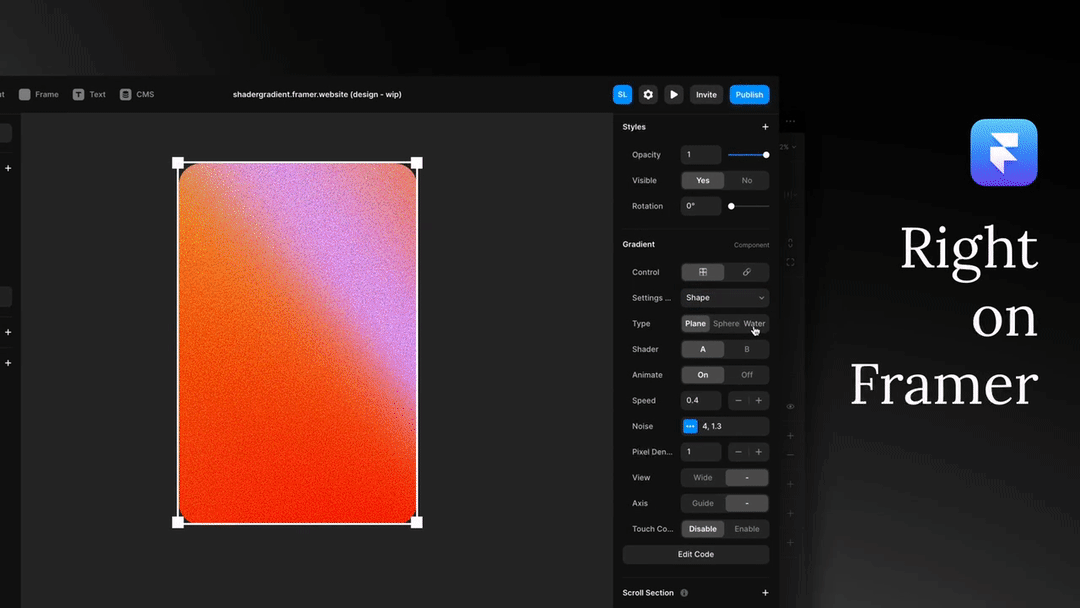 Frame
Text
CMS
shadergradient.framer.website (design - wip)
SL
Invite
Publish
Styles
Opacity 1
Visible Yes No
Rotation 0°
Gradient Component
Control
Settings ... Shape
Type Plane Sphere Water
Shader A B
Animate On Off
Speed 0.4
Noise 4, 1.3
Pixel Den... 1
View Wide -
Axis Guide -
Touch Co... Disable Enable
Edit Code
Scroll Section
Right
on
Framer